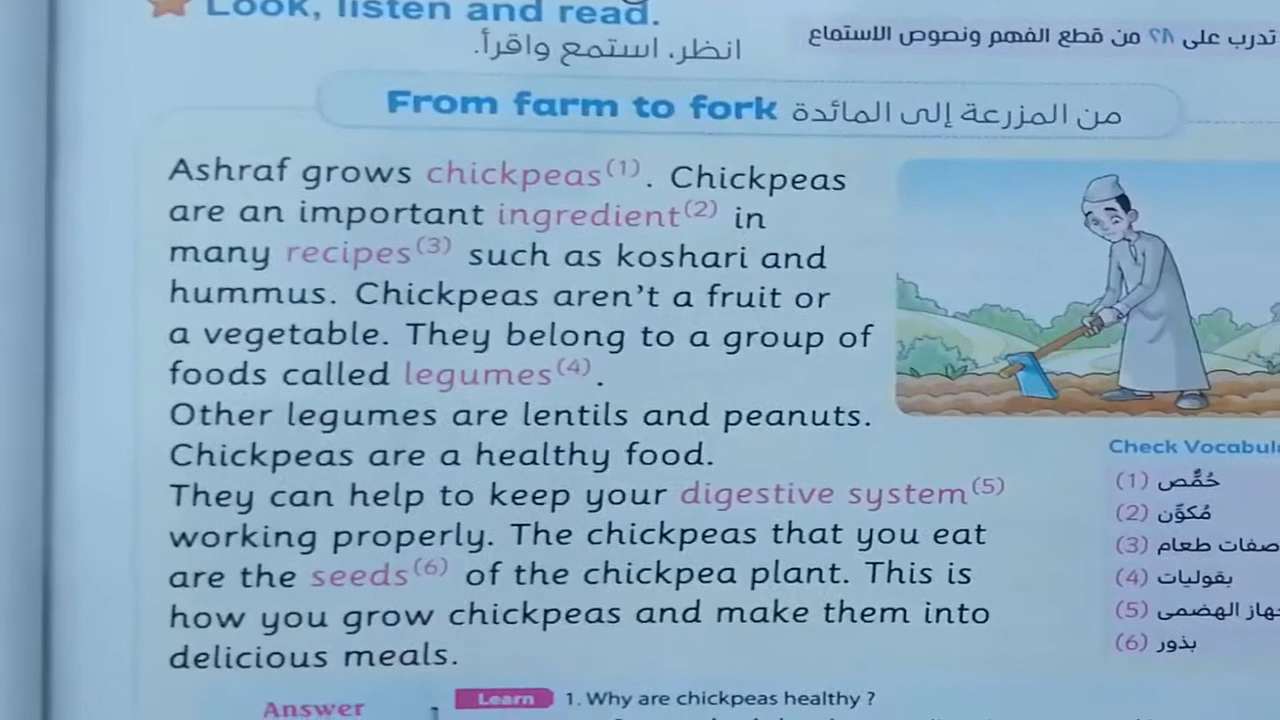 Look, listen and read.
انظر، استمع واقرأ.
تدرب على ٢٨ من قطع الفهم ونصوص الاستماع
From farm to fork من المزرعة إلى المائدة
Ashraf grows chickpeas(1). Chickpeas
are an important ingredient(2) in
many recipes(3) such as koshari and
hummus. Chickpeas aren't a fruit or
a vegetable. They belong to a group of
foods called legumes(4).
Other legumes are lentils and peanuts.
Chickpeas are a healthy food.
They can help to keep your digestive system(5)
working properly. The chickpeas that you eat
are the seeds(6) of the chickpea plant. This is
how you grow chickpeas and make them into
delicious meals.
Check
(1) حُمُّص
(2) مُكوِّن
(3) طعام
(4) بقوليات
(5) الهضمى
(6) بذور
Answer
Learn 1. Why are chickpeas healthy ?